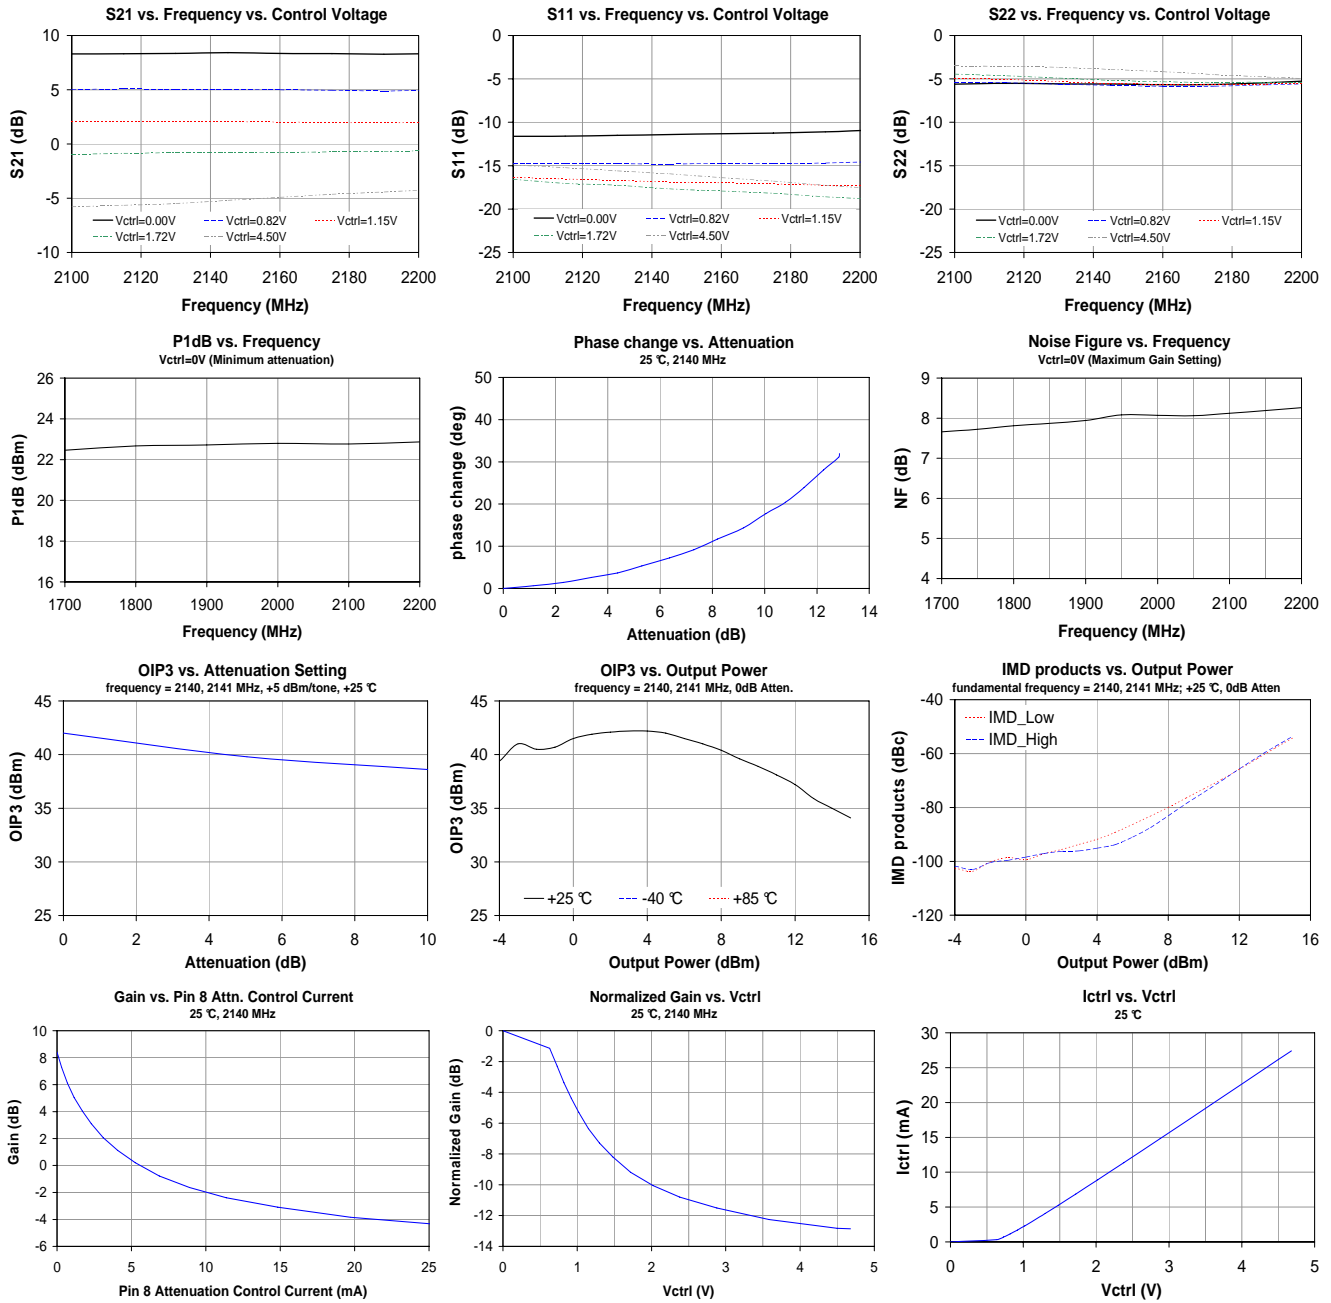 S21 vs. Frequency vs. Control Voltage
10
5
0
-5
-10
S21 (dB)
Vctrl=0.00V
Vctrl=0.82V
Vctrl=1.15V
Vctrl=1.72V
Vctrl=4.50V
2100 2120 2140 2160 2180 2200
Frequency (MHz)
S11 vs. Frequency vs. Control Voltage
0
-5
-10
-15
-20
-25
S11 (dB)
Vctrl=0.00V
Vctrl=0.82V
Vctrl=1.15V
Vctrl=1.72V
Vctrl=4.50V
2100 2120 2140 2160 2180 2200
Frequency (MHz)
S22 vs. Frequency vs. Control Voltage
0
-5
-10
-15
-20
-25
S22 (dB)
Vctrl=0.00V
Vctrl=0.82V
Vctrl=1.15V
Vctrl=1.72V
Vctrl=4.50V
2100 2120 2140 2160 2180 2200
Frequency (MHz)
P1dB vs. Frequency
Vctrl=0V (Minimum attenuation)
26
24
22
20
18
16
P1dB (dBm)
1700 1800 1900 2000 2100 2200
Frequency (MHz)
Phase change vs. Attenuation
25 ℃, 2140 MHz
50
40
30
20
10
0
phase change (deg)
0 2 4 6 8 10 12 14
Attenuation (dB)
Noise Figure vs. Frequency
Vctrl=0V (Maximum Gain Setting)
9
8
7
6
5
4
NF (dB)
1700 1800 1900 2000 2100 2200
Frequency (MHz)
OIP3 vs. Attenuation Setting
frequency = 2140, 2141 MHz, +5 dBm/tone, +25 ℃
45
40
35
30
25
OIP3 (dBm)
0 2 4 6 8 10
Attenuation (dB)
OIP3 vs. Output Power
frequency = 2140, 2141 MHz, 0dB Atten.
45
40
35
30
25
OIP3 (dBm)
+25 ℃
-40 ℃
+85 ℃
-4 0 4 8 12 16
Output Power (dBm)
IMD products vs. Output Power
fundamental frequency = 2140, 2141 MHz; +25 ℃, 0dB Atten
-40
-60
-80
-100
-120
IMD products (dBc)
IMD_Low
IMD_High
-4 0 4 8 12 16
Output Power (dBm)
Gain vs. Pin 8 Attn. Control Current
25 ℃, 2140 MHz
10
8
6
4
2
0
-2
-4
-6
Gain (dB)
0 5 10 15 20 25
Pin 8 Attenuation Control Current (mA)
Normalized Gain vs. Vctrl
25 ℃, 2140 MHz
0
-2
-4
-6
-8
-10
-12
-14
Normalized Gain (dB)
0 1 2 3 4 5
Vctrl (V)
Ictrl vs. Vctrl
25 ℃
30
25
20
15
10
5
0
Ictrl (mA)
0 1 2 3 4 5
Vctrl (V)